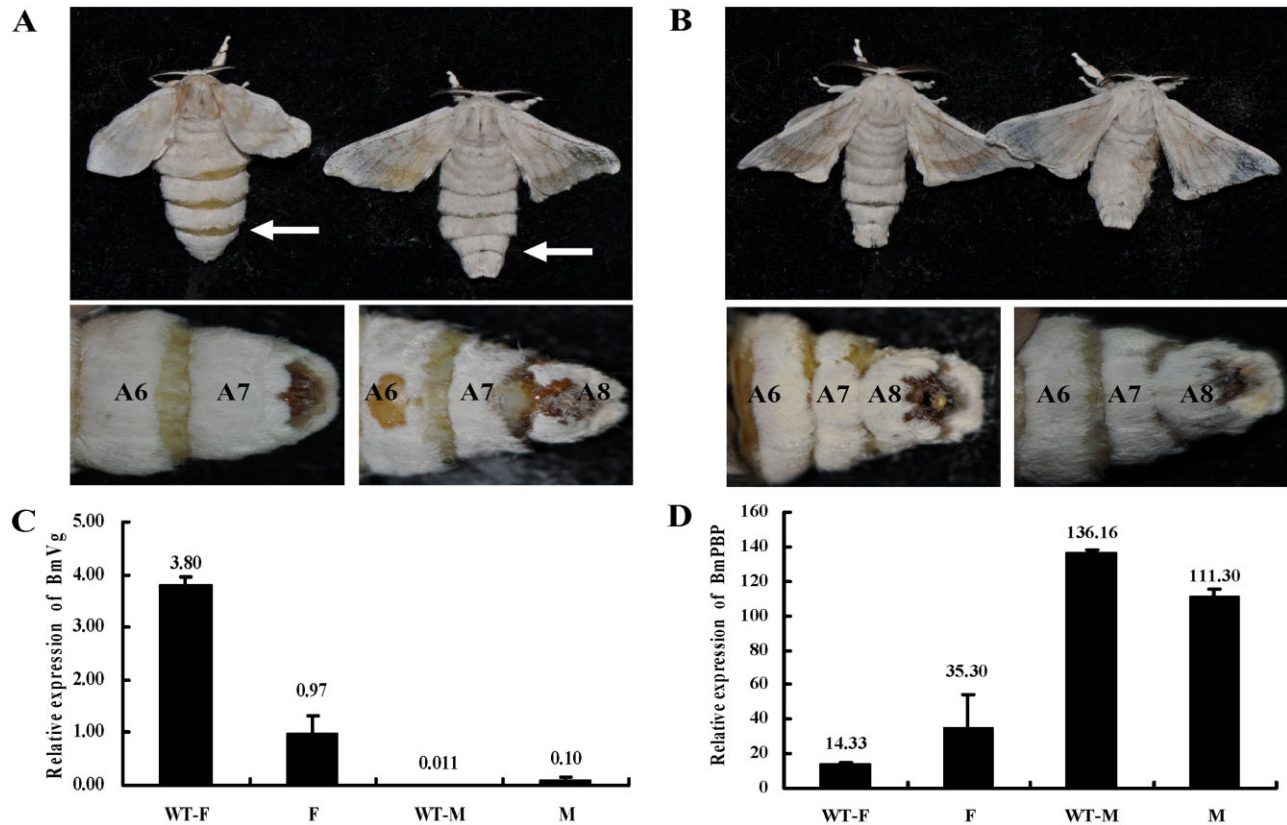 A
B
A6 A7
A6 A7 A8
A6 A7 A8
A6 A7 A8
C
Relative expression of BmVg
5.00
4.00
3.00
2.00
1.00
0.00
3.80
0.97
0.011
0.10
WT-F F WT-M M
D
Relative expression of BmPBP
160
140
120
100
80
60
40
20
0
14.33
35.30
136.16
111.30
WT-F F WT-M M